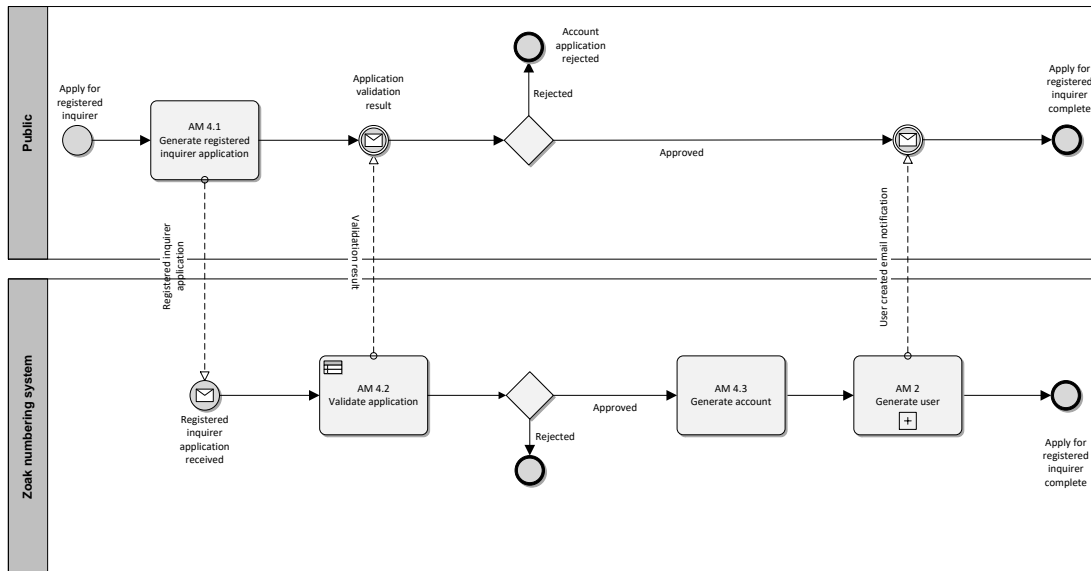 Public
Apply for
registered
inquirer
AM 4.1
Generate registered
inquirer application
Application
validation
result
Account
application
rejected
Rejected
Approved
Apply for
registered
inquirer
complete
Registered inquirer
application
Validation result
User created email notification
Zoak numbering system
Registered
inquirer
application
received
AM 4.2
Validate application
Approved
Rejected
AM 4.3
Generate account
AM 2
Generate user
Apply for
registered
inquirer
complete